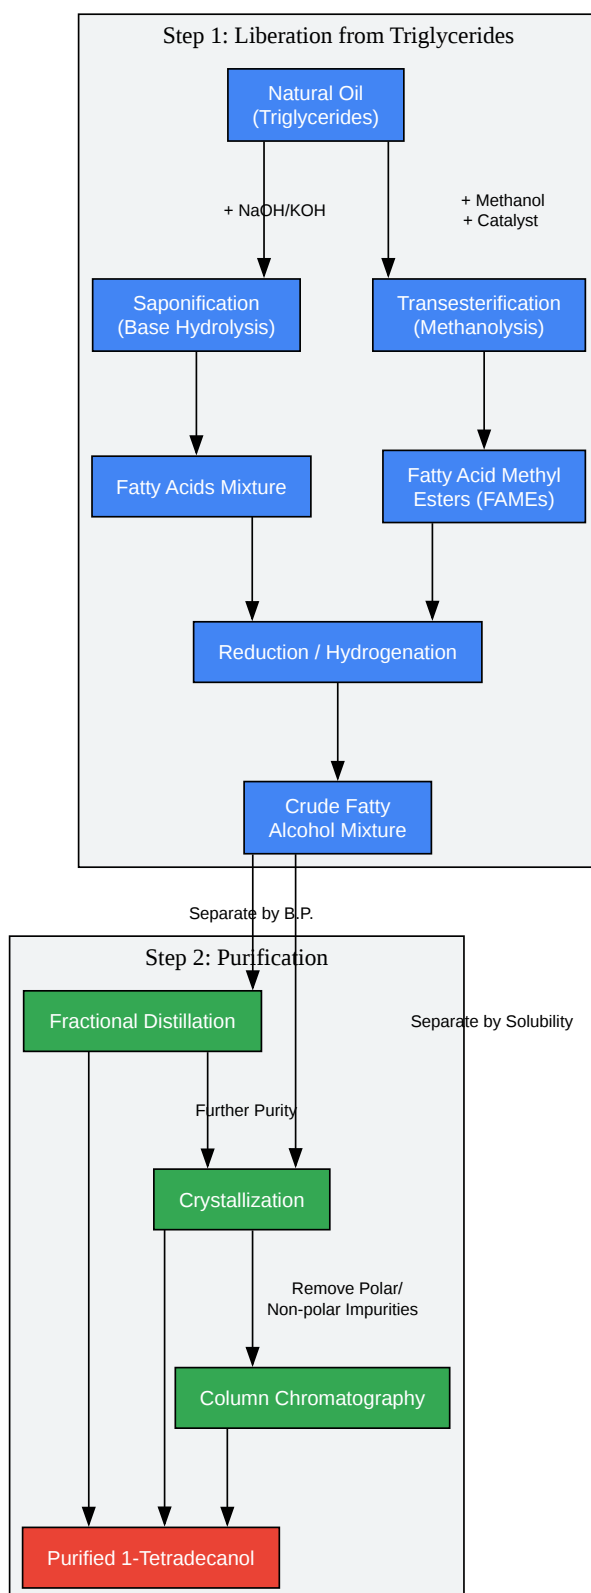 Step 1: Liberation from Triglycerides
Natural Oil
(Triglycerides)
+ NaOH/KOH
+ Methanol
+ Catalyst
Saponification
(Base Hydrolysis)
Transesterification
(Methanolysis)
Fatty Acids Mixture
Fatty Acid Methyl
Esters (FAMEs)
Reduction / Hydrogenation
Crude Fatty
Alcohol Mixture
Separate by B.P.
Step 2: Purification
Fractional Distillation
Separate by Solubility
Further Purity
Crystallization
Remove Polar/
Non-polar Impurities
Column Chromatography
Purified 1-Tetradecanol